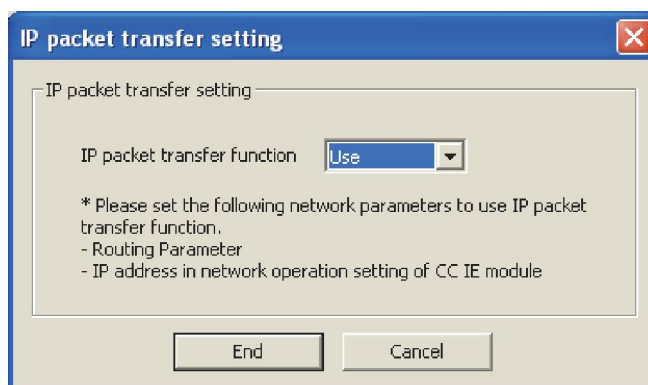 IP packet transfer setting
IP packet transfer setting
IP packet transfer function Use
* Please set the following network parameters to use IP packet
transfer function.
- Routing Parameter
- IP address in network operation setting of CC IE module
End Cancel